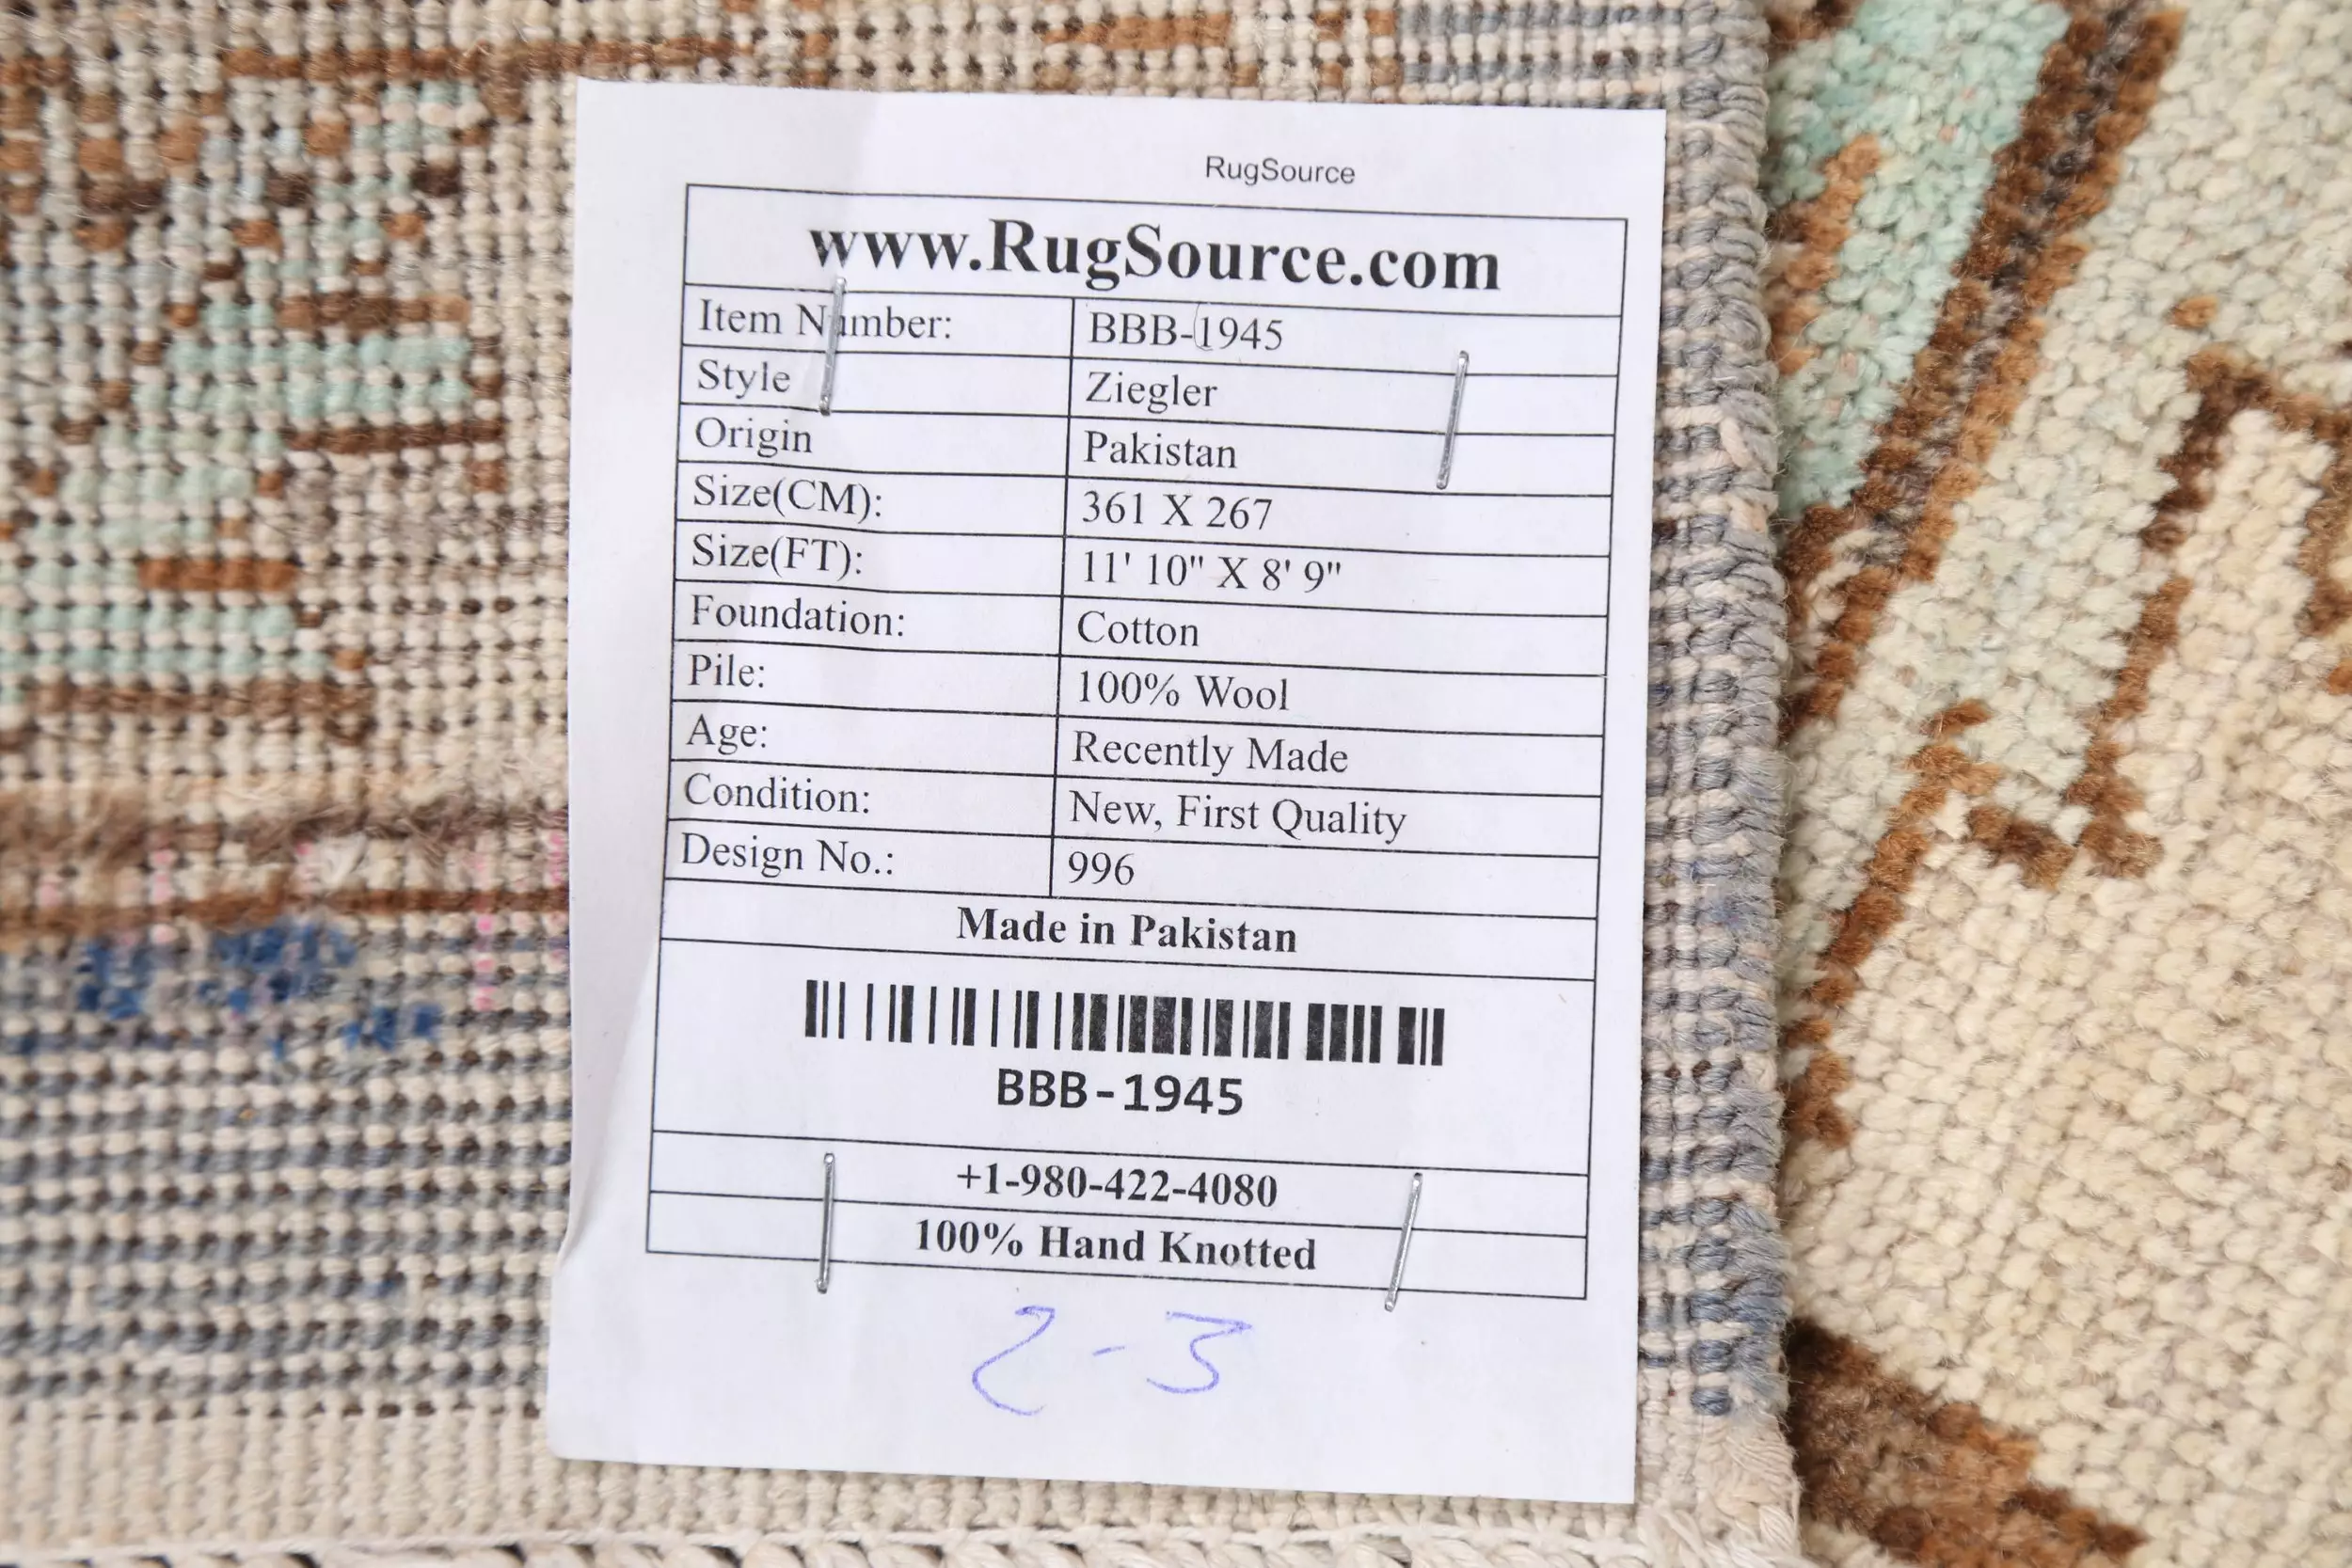 RugSource
www.RugSource.com
Item Number: BBB-1945
Style Ziegler
Origin Pakistan
Size(CM): 361 X 267
Size(FT): 11' 10" X 8' 9"
Foundation: Cotton
Pile: 100% Wool
Age: Recently Made
Condition: New, First Quality
Design No.: 996
Made in Pakistan
BBB-1945
+1-980-422-4080
100% Hand Knotted
2-3